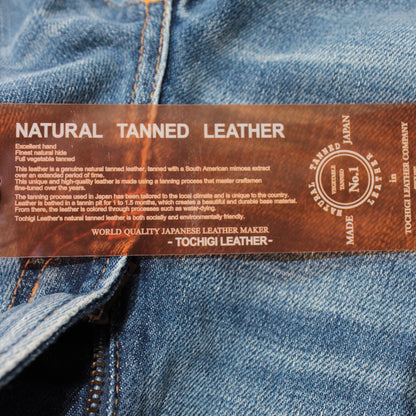 NATURAL TANNED LEATHER
Excellent hand
Finest natural hide
Full vegetable tanned
This leather is a genuine natural tanned leather, tanned with a South American mimosa extract
over an extended period of time.
This unique and high-quality leather is made using a tanning process that master craftsmen
fine-tuned over the years.
The tanning process used in Japan has been tailored to the local climate and is unique to the country.
Leather is bathed in a tannin pit for 1 to 1.5 months, which creates a beautiful and durable base material.
From there, the leather is colored through processes such as water-dying.
Tochigi Leather's natural tanned leather is both socially and environmentally friendly.
WORLD QUALITY JAPANESE LEATHER MAKER
- TOCHIGI LEATHER -
NATURAL TANNED
VEGETABLE
TANNED
No.1
MADE
in
JAPAN
TOCHIGI LEATHER COMPANY